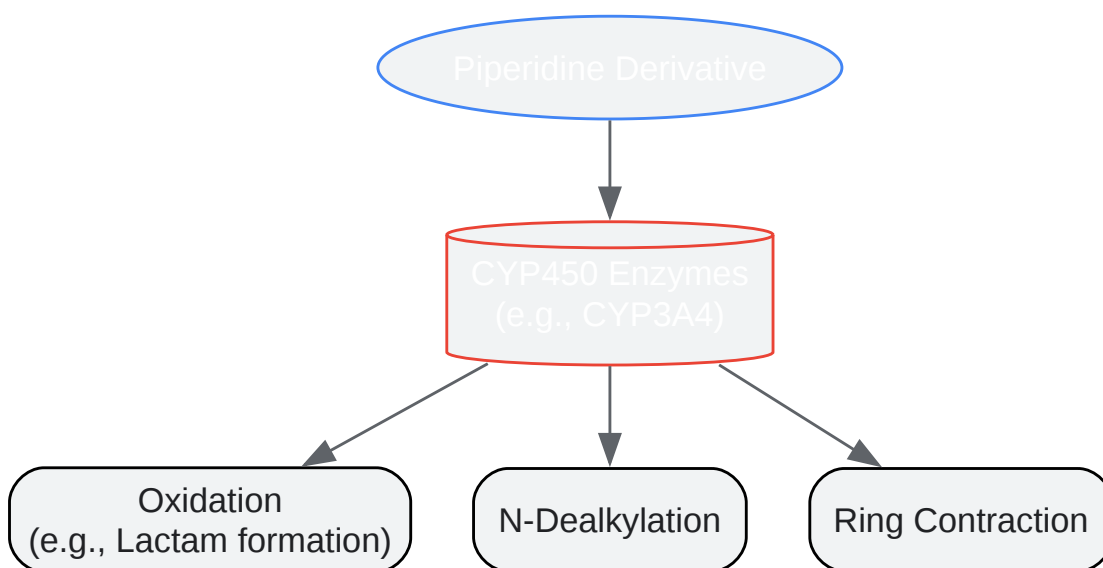 Piperidine Derivative
CYP450 Enzymes
(e.g., CYP3A4)
Oxidation
(e.g., Lactam formation)
N-Dealkylation
Ring Contraction